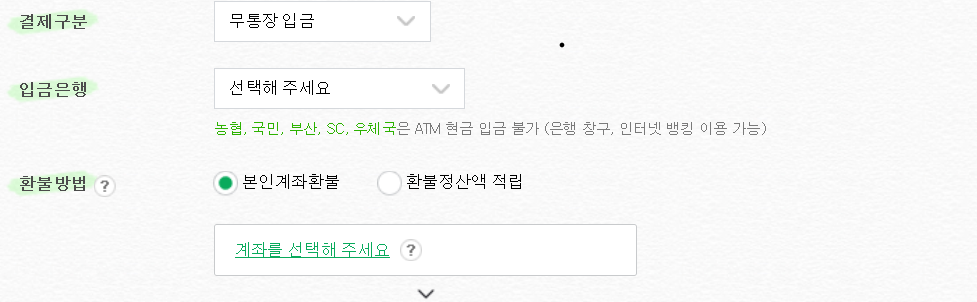 결제구분
무통장 입금
입금은행
선택해 주세요
농협, 국민, 부산, SC, 우체국은 ATM 현금 입금 불가 (은행 창구, 인터넷 뱅킹 이용 가능)
환불방법 ?
본인계좌환불
환불정산액 적립
계좌를 선택해 주세요 ?